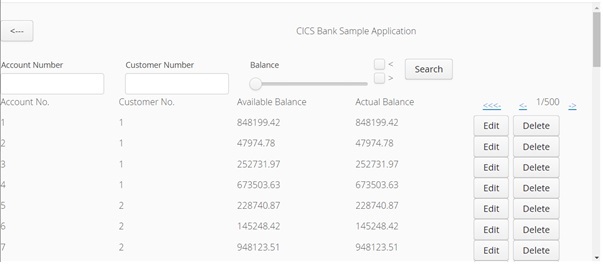 <--- CICS Bank Sample Application
Account Number Customer Number Balance < > Search
Account No. Customer No. Available Balance Actual Balance <<<- <- 1/500 ->
1 1 848199.42 848199.42 Edit Delete
2 1 47974.78 47974.78 Edit Delete
3 1 252731.97 252731.97 Edit Delete
4 1 673503.63 673503.63 Edit Delete
5 2 228740.87 228740.87 Edit Delete
6 2 145248.42 145248.42 Edit Delete
7 2 948123.51 948123.51 Edit Delete